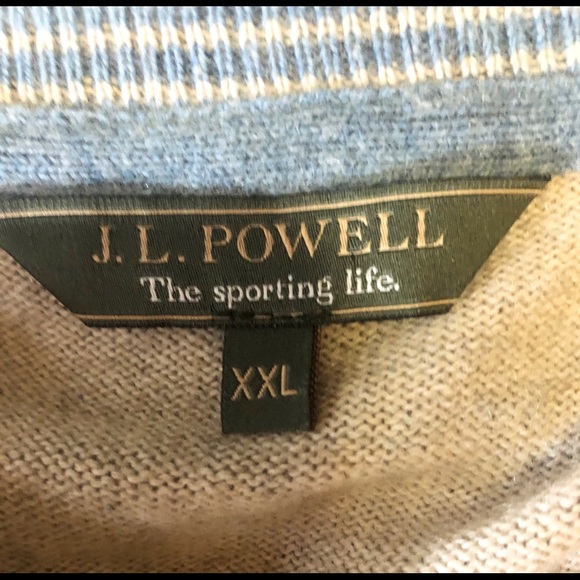 J. L. POWELL
The sporting life.
XXL